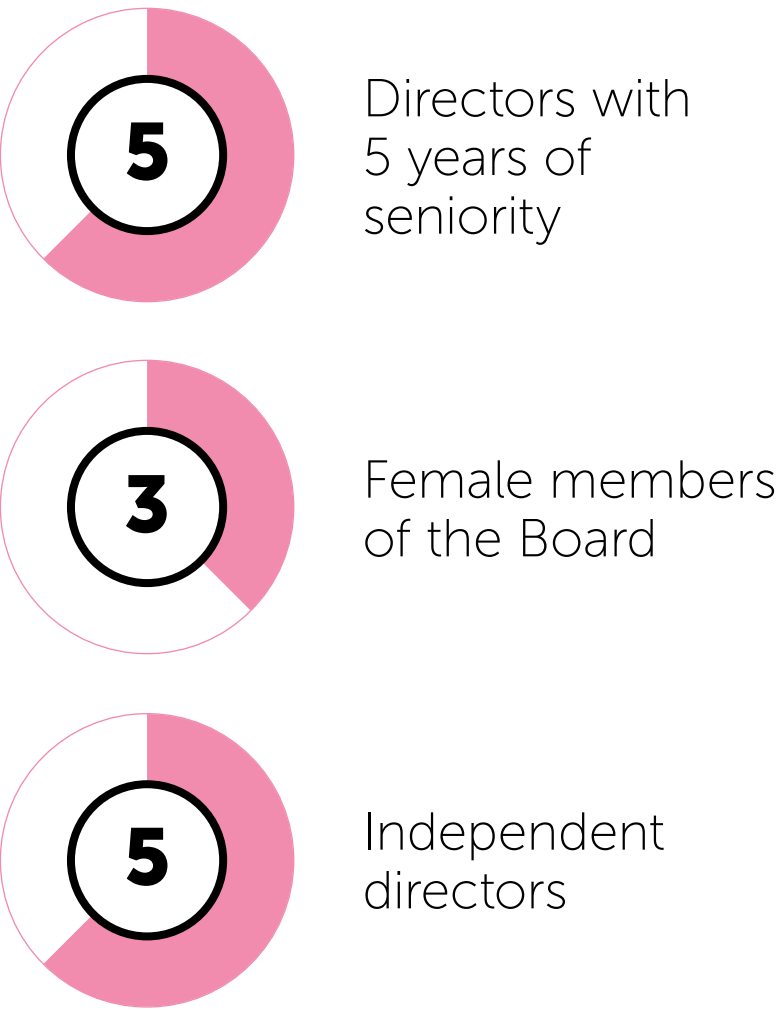 5
Directors with
5 years of
seniority
3
Female members
of the Board
5
Independent
directors